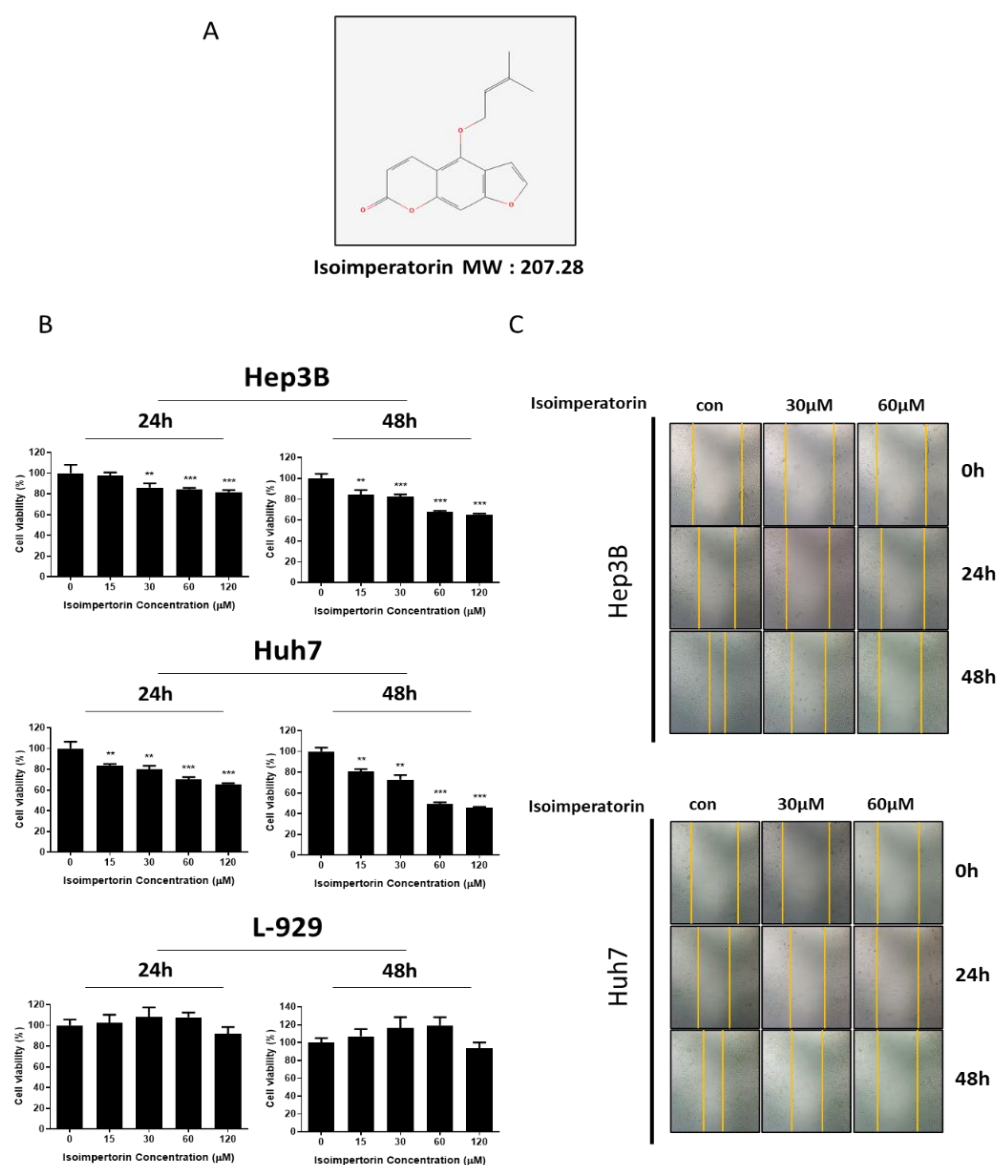 A
Isoimperatorin MW : 207.28
B
Hep3B
24h
48h
Cell viability (%)
120
100
80
60
40
20
0
** *** ***
0 15 30 60 120
Isoimpertorin Concentration (μM)
Cell viability (%)
120
100
80
60
40
20
0
** *** *** ***
0 15 30 60 120
Isoimpertorin Concentration (μM)
Huh7
24h
48h
Cell viability (%)
120
100
80
60
40
20
0
** ** *** ***
0 15 30 60 120
Isoimpertorin Concentration (μM)
Cell viability (%)
120
100
80
60
40
20
0
** ** *** ***
0 15 30 60 120
Isoimpertorin Concentration (μM)
L-929
24h
48h
Cell viability (%)
120
100
80
60
40
20
0
0 15 30 60 120
Isoimpertorin Concentration (μM)
Cell viability (%)
140
120
100
80
60
40
20
0
0 15 30 60 120
Isoimpertorin Concentration (μM)
C
Isoimperatorin con 30μM 60μM
Hep3B
0h
24h
48h
Isoimperatorin con 30μM 60μM
Huh7
0h
24h
48h
O
O
O
O